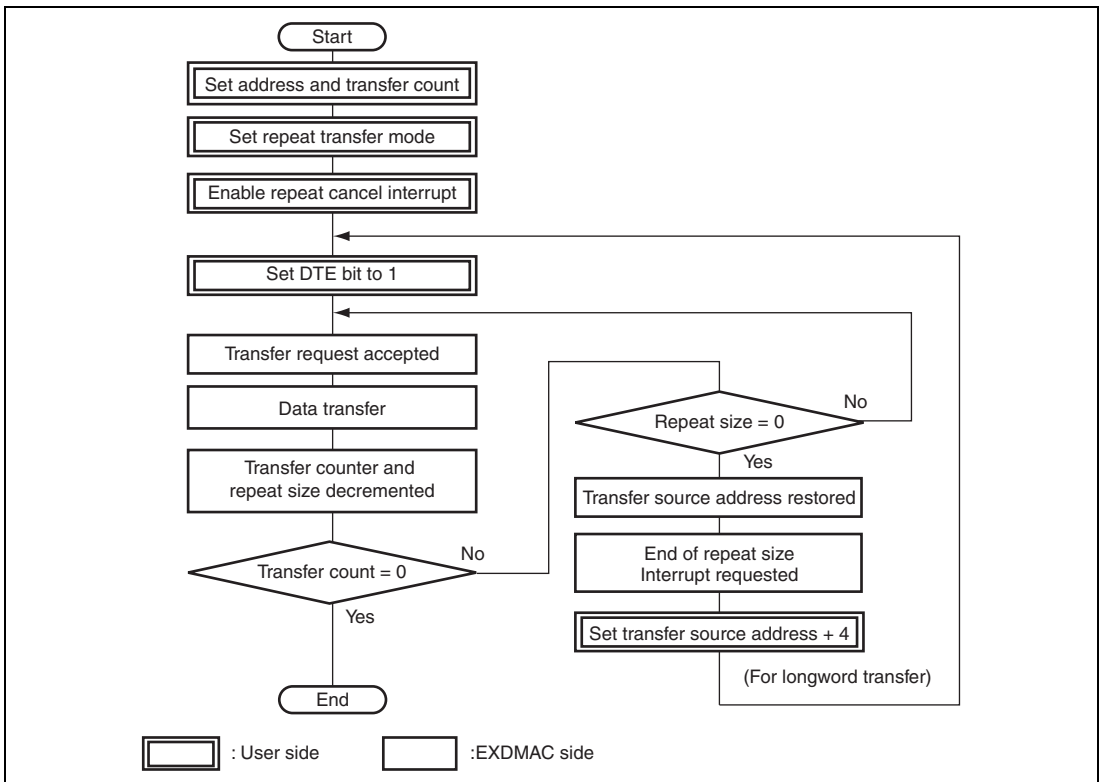 Start
Set address and transfer count
Set repeat transfer mode
Enable repeat cancel interrupt
Set DTE bit to 1
Transfer request accepted
Data transfer
Transfer counter and
repeat size decremented
Transfer count = 0
No
Yes
End
Repeat size = 0
No
Yes
Transfer source address restored
End of repeat size
Interrupt requested
Set transfer source address + 4
(For longword transfer)
: User side
:EXDMAC side